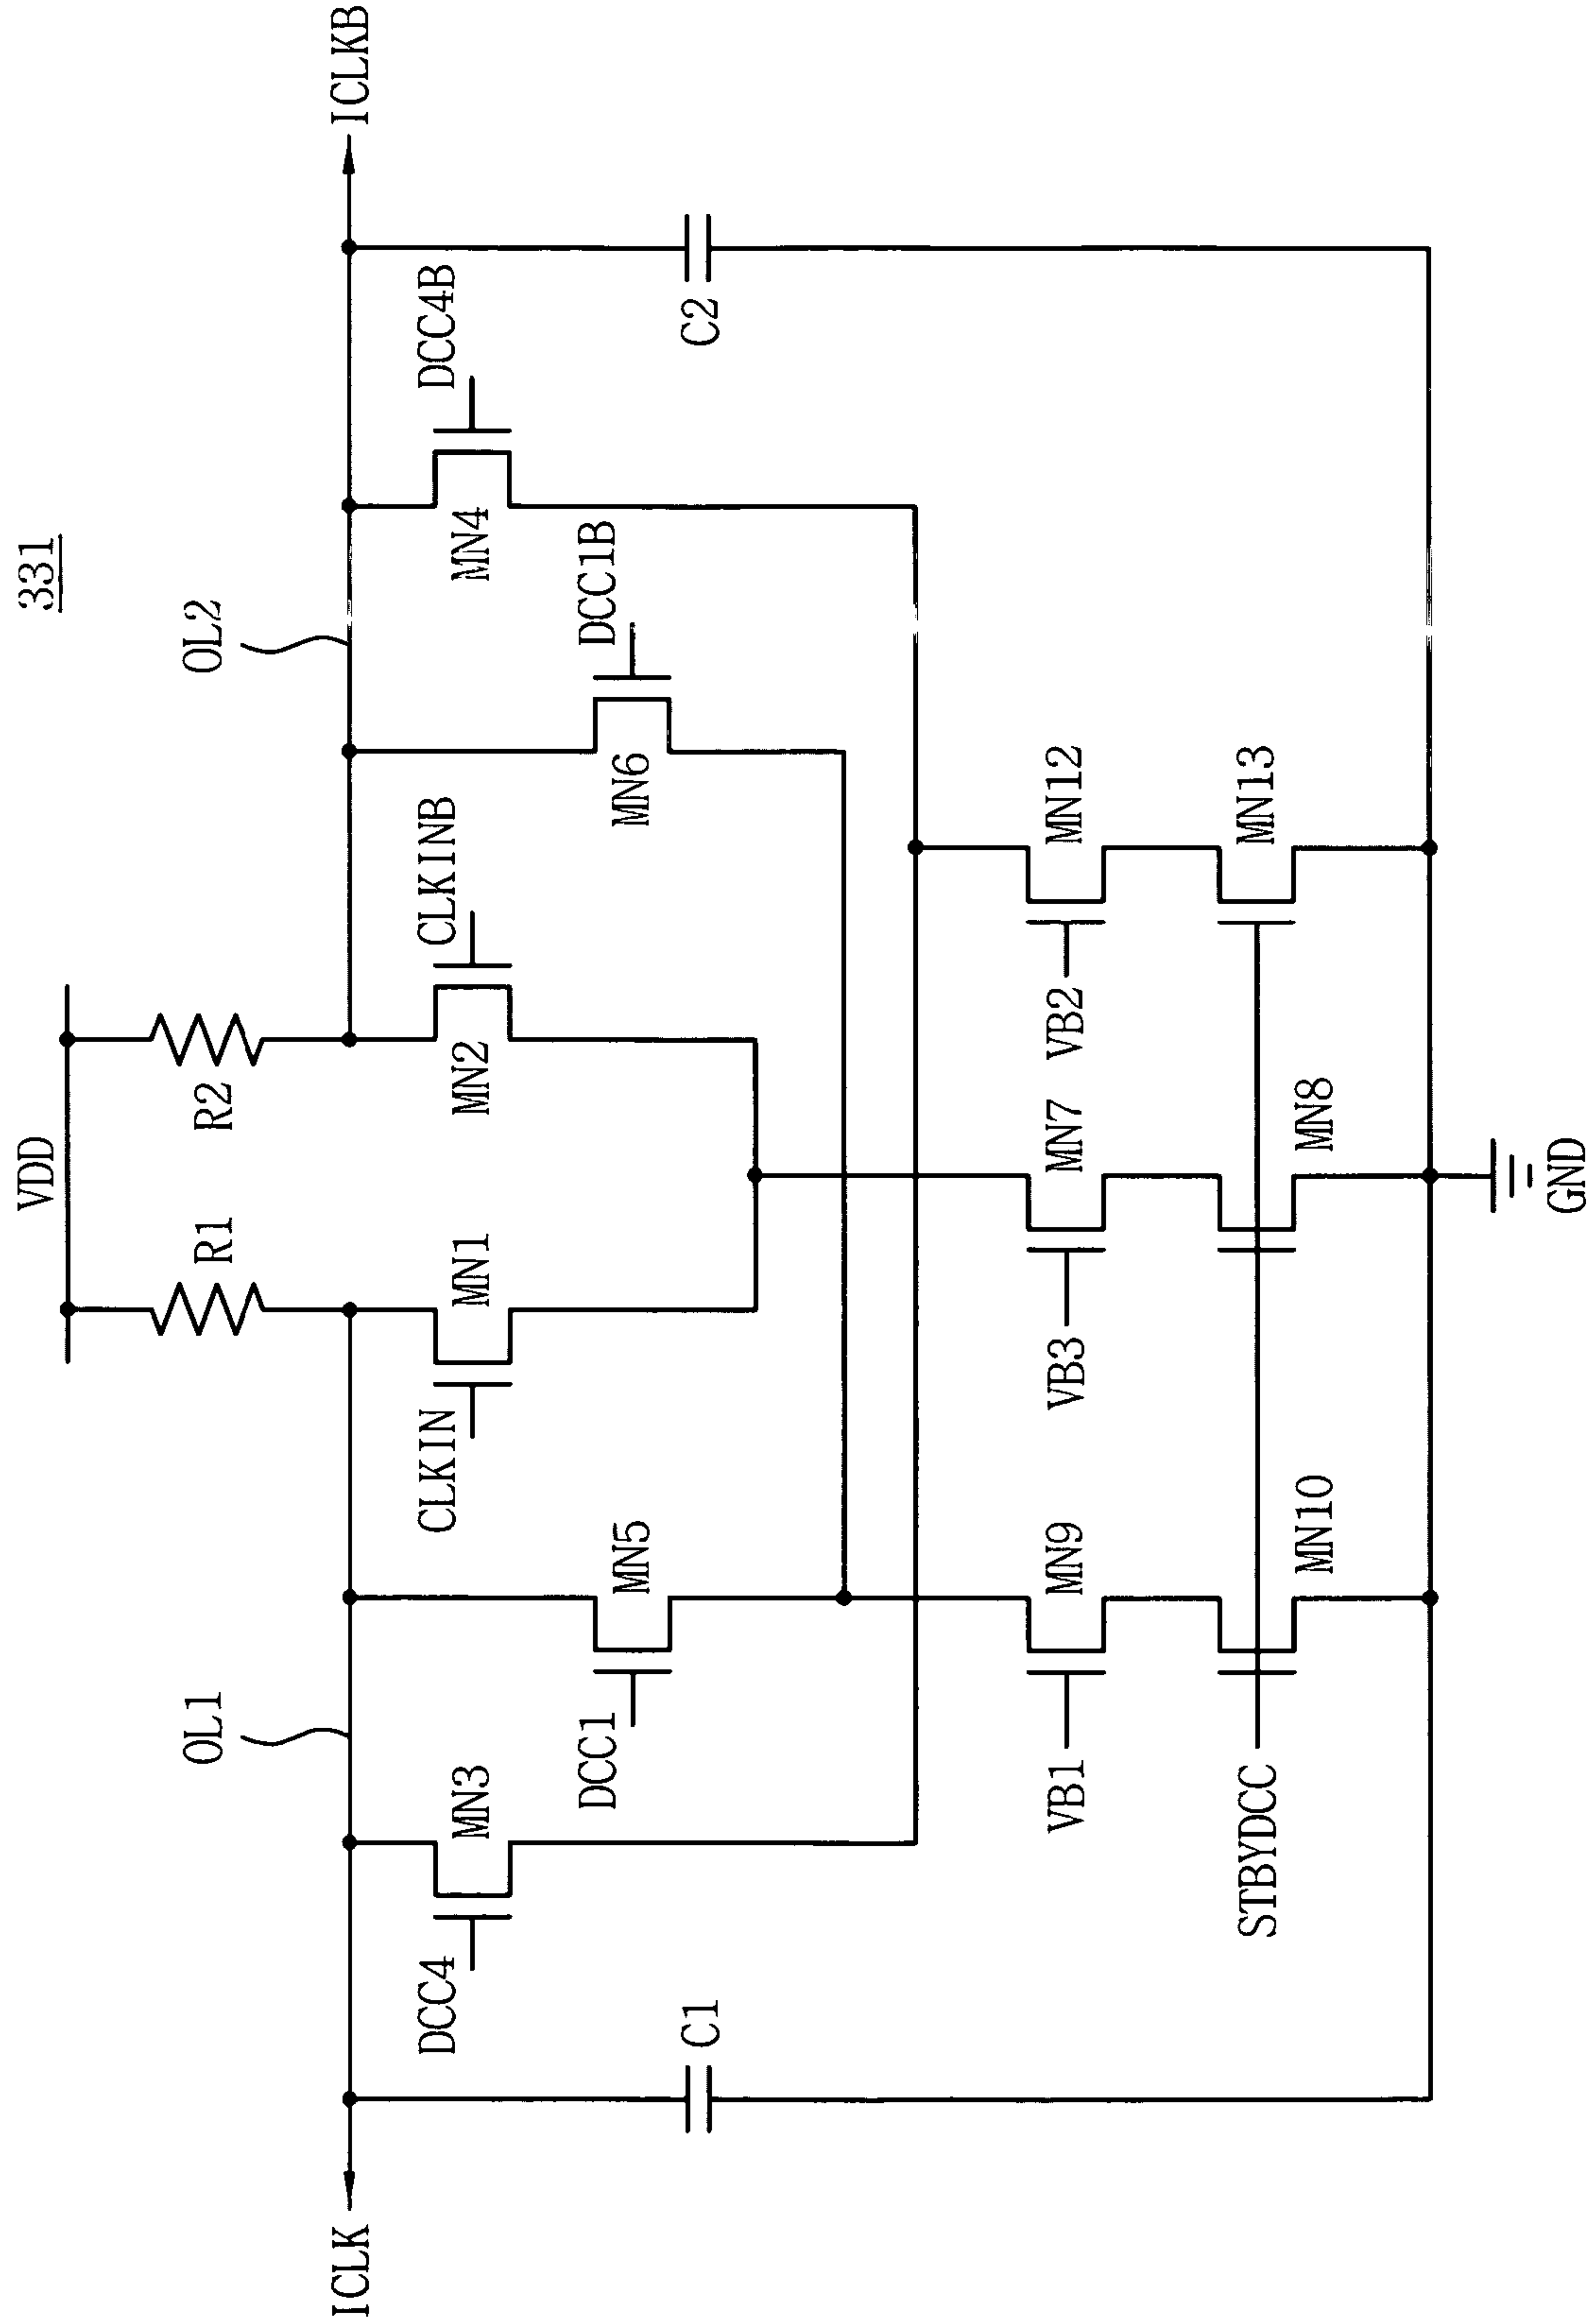 331
VDD
R1
R2
OL1
OL2
ICLK
ICLKB
DCC4
MN3
CLKIN
MN1
MN2
CLKINB
MN4
DCC4B
DCC1
MN5
MN6
DCC1B
C1
C2
VB1
MN9
VB3
MN7
VB2
MN12
STBYDCC
MN10
MN8
MN13
GND